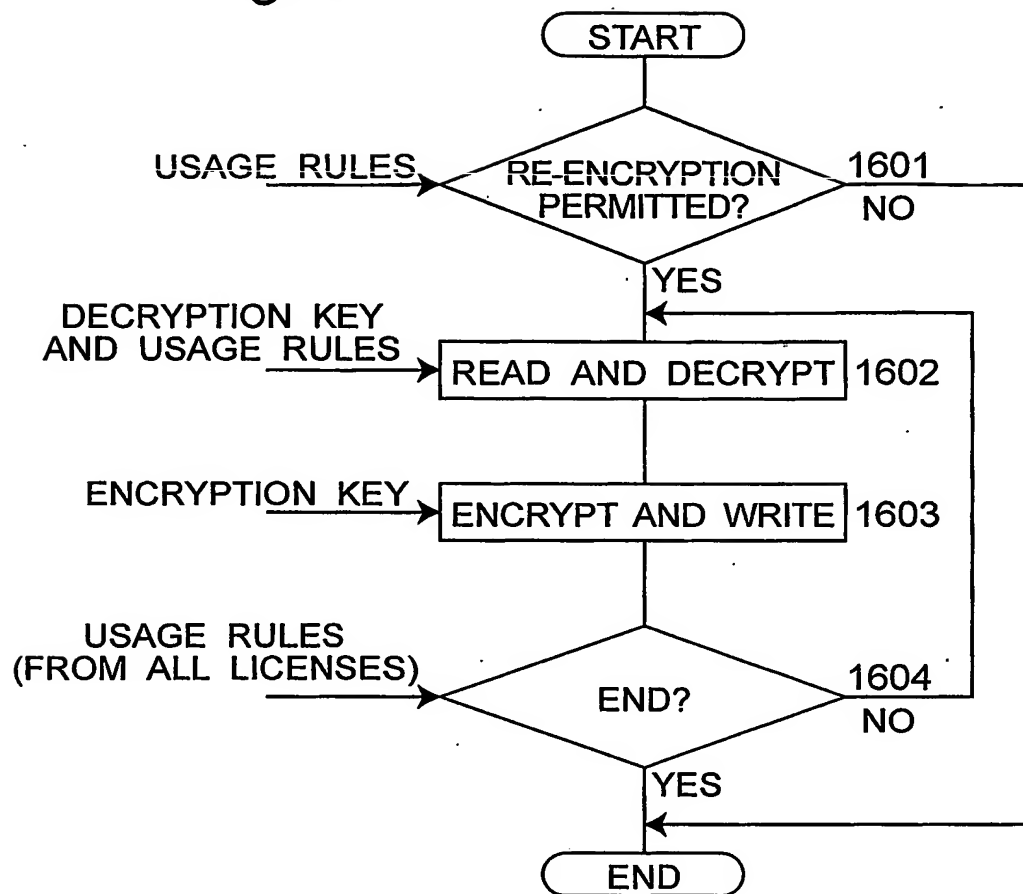 START
USAGE RULES
RE-ENCRYPTION
PERMITTED?
1601
NO
YES
DECRYPTION KEY
AND USAGE RULES
READ AND DECRYPT
1602
ENCRYPTION KEY
ENCRYPT AND WRITE
1603
USAGE RULES
(FROM ALL LICENSES)
END?
1604
NO
YES
END